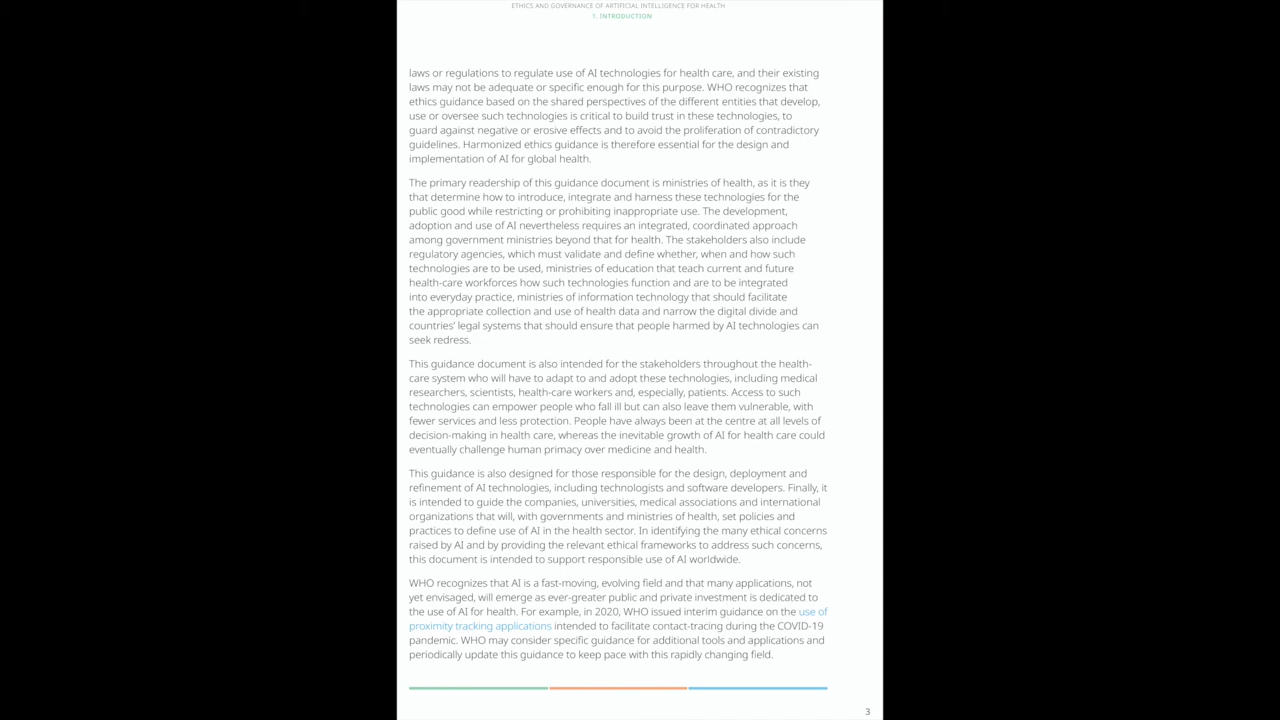 ETHICS AND GOVERNANCE OF ARTIFICIAL INTELLIGENCE FOR HEALTH
1. INTRODUCTION
laws or regulations to regulate use of AI technologies for health care, and their existing
laws may not be adequate or specific enough for this purpose. WHO recognizes that
ethics guidance based on the shared perspectives of the different entities that develop,
use or oversee such technologies is critical to build trust in these technologies, to
guard against negative or erosive effects and to avoid the proliferation of contradictory
guidelines. Harmonized ethics guidance is therefore essential for the design and
implementation of AI for global health.
The primary readership of this guidance document is ministries of health, as it is they
that determine how to introduce, integrate and harness these technologies for the
public good while restricting or prohibiting inappropriate use. The development,
adoption and use of AI nevertheless requires an integrated, coordinated approach
among government ministries beyond that for health. The stakeholders also include
regulatory agencies, which must validate and define whether, when and how such
technologies are to be used, ministries of education that teach current and future
health-care workforces how such technologies function and are to be integrated
into everyday practice, ministries of information technology that should facilitate
the appropriate collection and use of health data and narrow the digital divide and
countries' legal systems that should ensure that people harmed by AI technologies can
seek redress.
This guidance document is also intended for the stakeholders throughout the health-
care system who will have to adapt to and adopt these technologies, including medical
researchers, scientists, health-care workers and, especially, patients. Access to such
technologies can empower people who fall ill but can also leave them vulnerable, with
fewer services and less protection. People have always been at the centre at all levels of
decision-making in health care, whereas the inevitable growth of AI for health care could
eventually challenge human primacy over medicine and health.
This guidance is also designed for those responsible for the design, deployment and
refinement of AI technologies, including technologists and software developers. Finally, it
is intended to guide the companies, universities, medical associations and international
organizations that will, with governments and ministries of health, set policies and
practices to define use of AI in the health sector. In identifying the many ethical concerns
raised by AI and by providing the relevant ethical frameworks to address such concerns,
this document is intended to support responsible use of AI worldwide.
WHO recognizes that AI is a fast-moving, evolving field and that many applications, not
yet envisaged, will emerge as ever-greater public and private investment is dedicated to
the use of AI for health. For example, in 2020, WHO issued interim guidance on the use of
proximity tracking applications intended to facilitate contact-tracing during the COVID-19
pandemic. WHO may consider specific guidance for additional tools and applications and
periodically update this guidance to keep pace with this rapidly changing field.
3